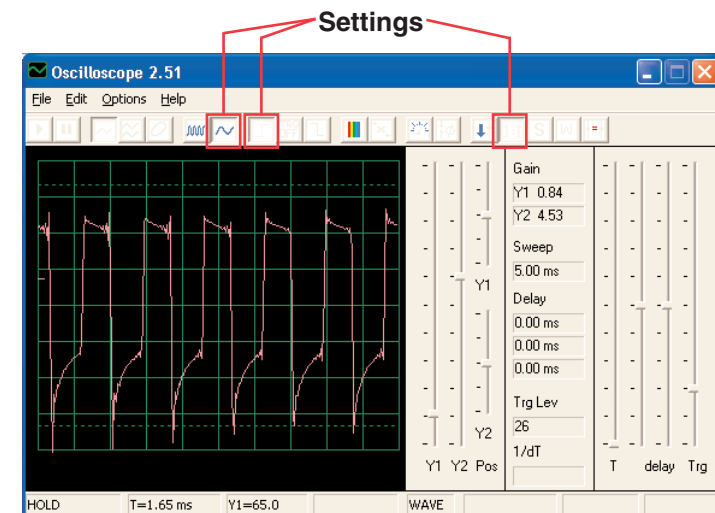 Settings
Oscilloscope 2.51
File Edit Options Help
Gain
Y1 0.84
Y2 4.53
Sweep
5.00 ms
Delay
0.00 ms
0.00 ms
0.00 ms
Trg Lev
26
1/dT
Y1
Y2
Y1 Y2 Pos
T delay Trg
HOLD T=1.65 ms Y1=65.0 WAVE